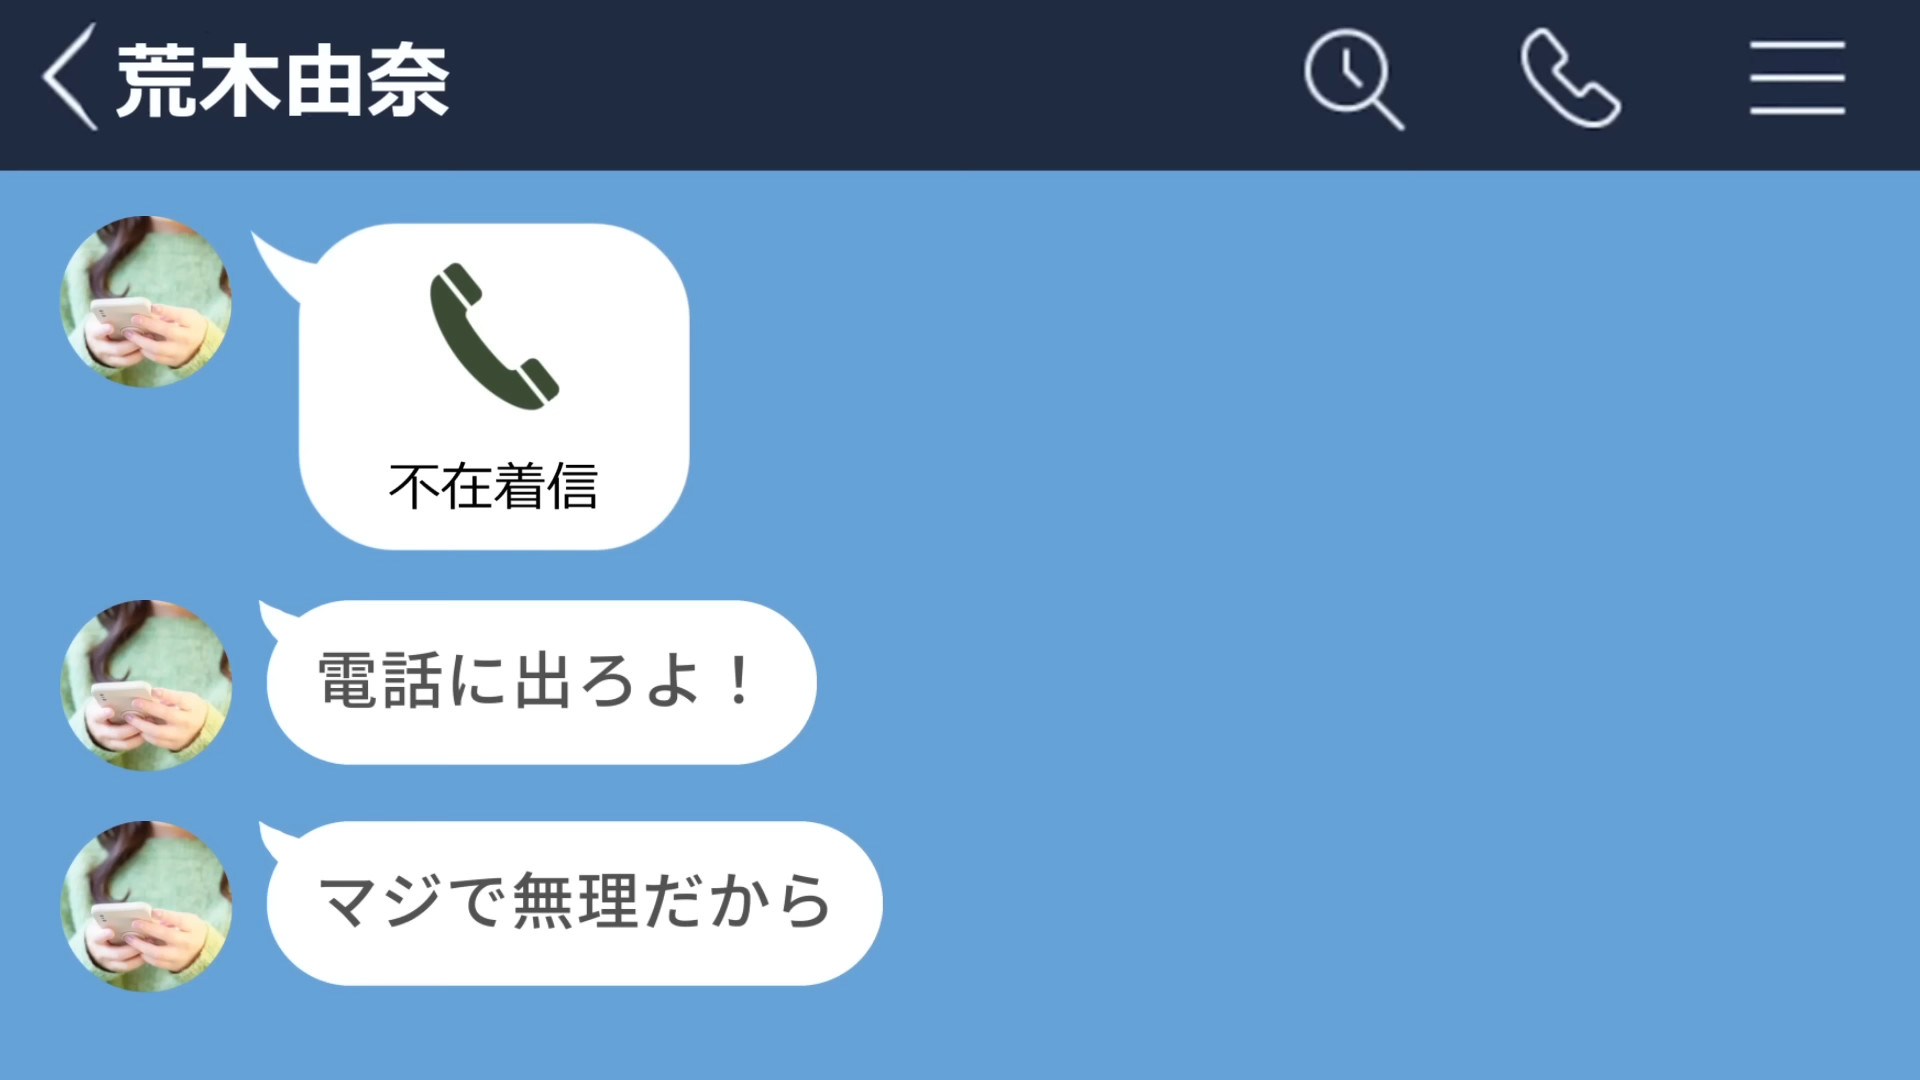 荒木由奈
不在着信
電話に出ろよ！
マジで無理だから